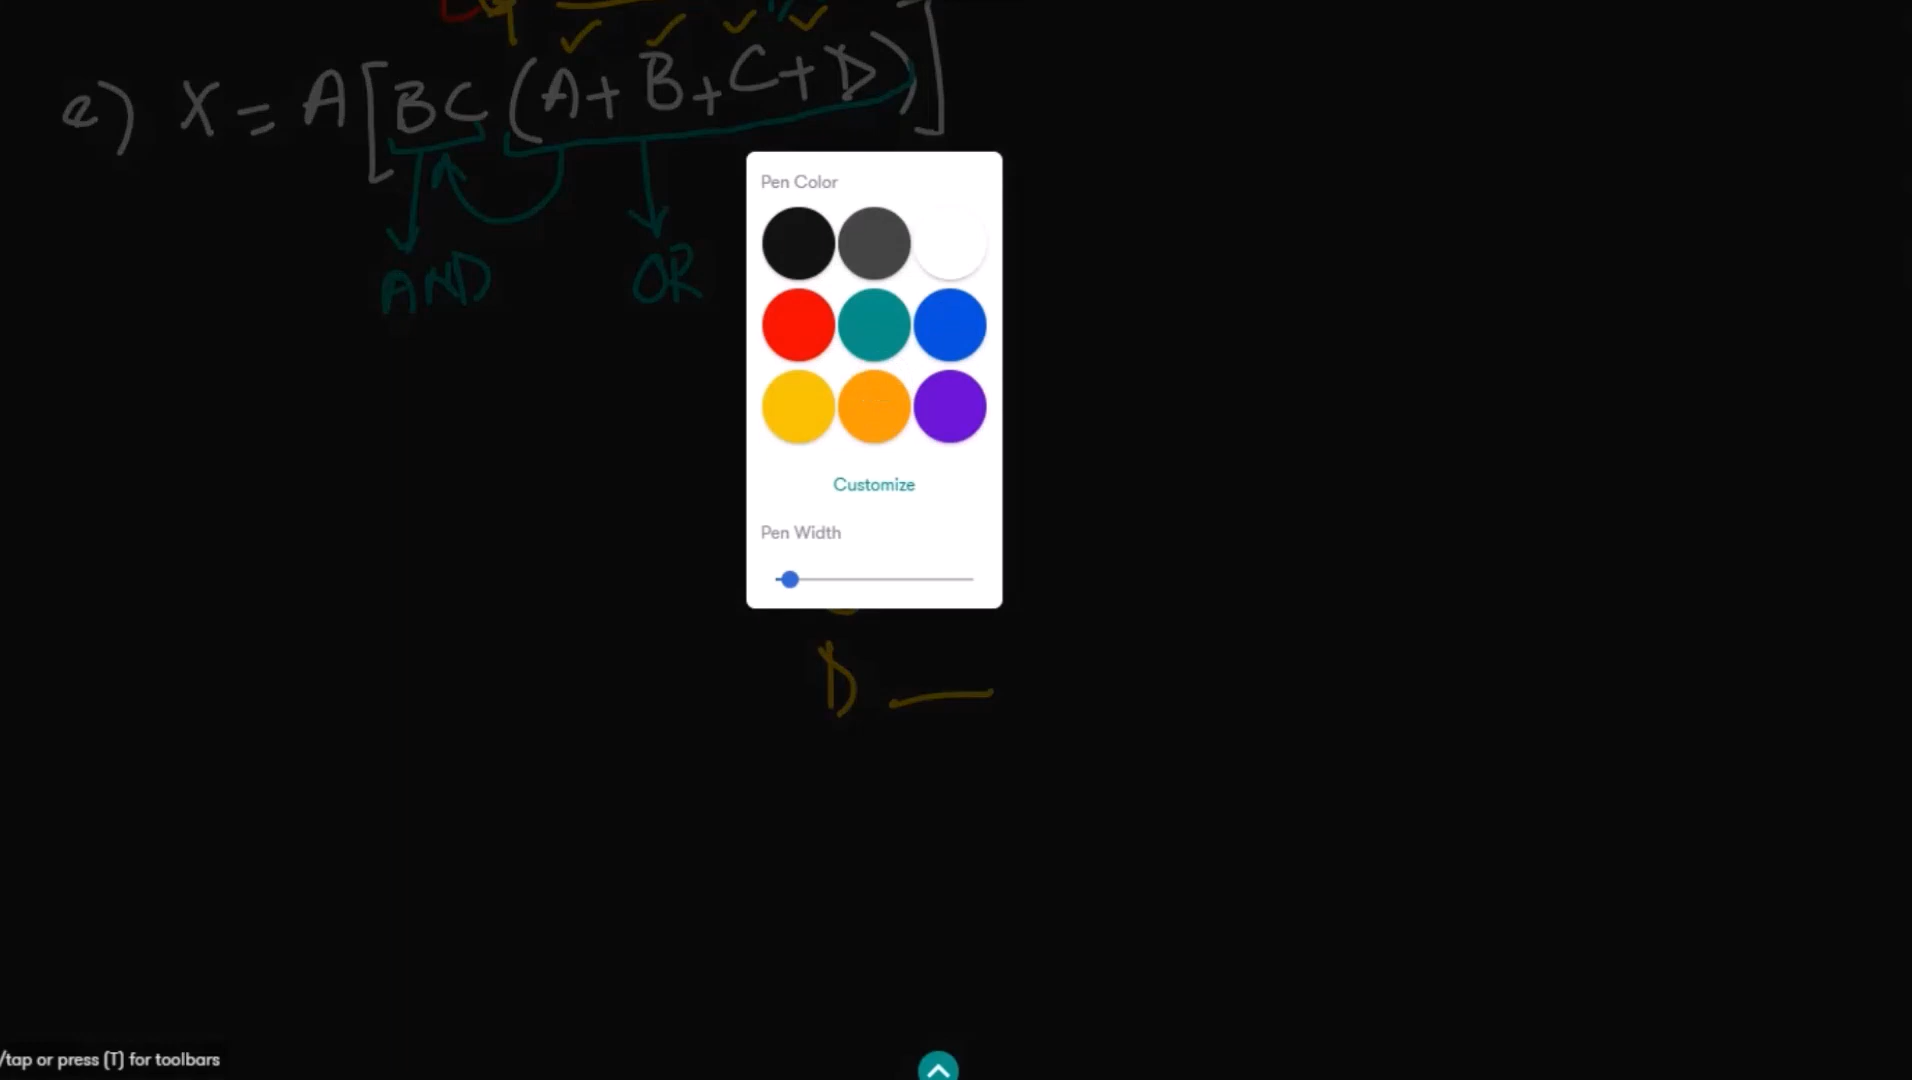 e) X = A[BC(A+B+C+D)]
AND OR
Pen Color
Customize
Pen Width
D
/tap or press (T) for toolbars